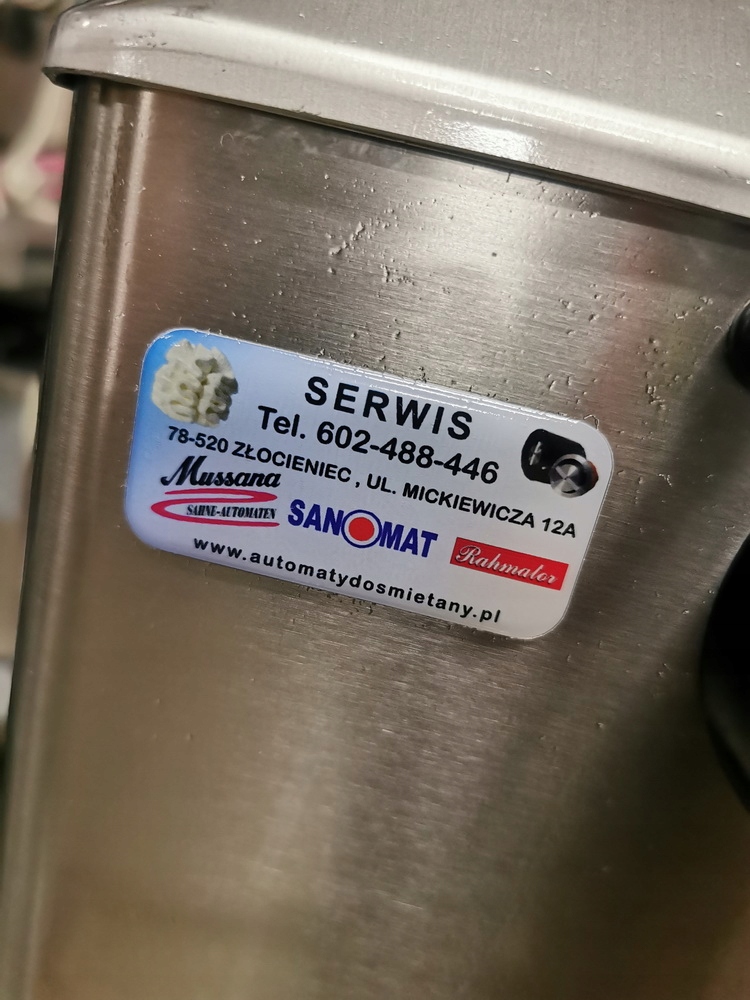 SERWIS
Tel. 602-488-446
78-520 ZŁOCIENIEC , UL. MICKIEWICZA 12A
Mussana
SAHNE-AUTOMATEN
SANOMAT
Rahmator
www.automatydosmietany.pl